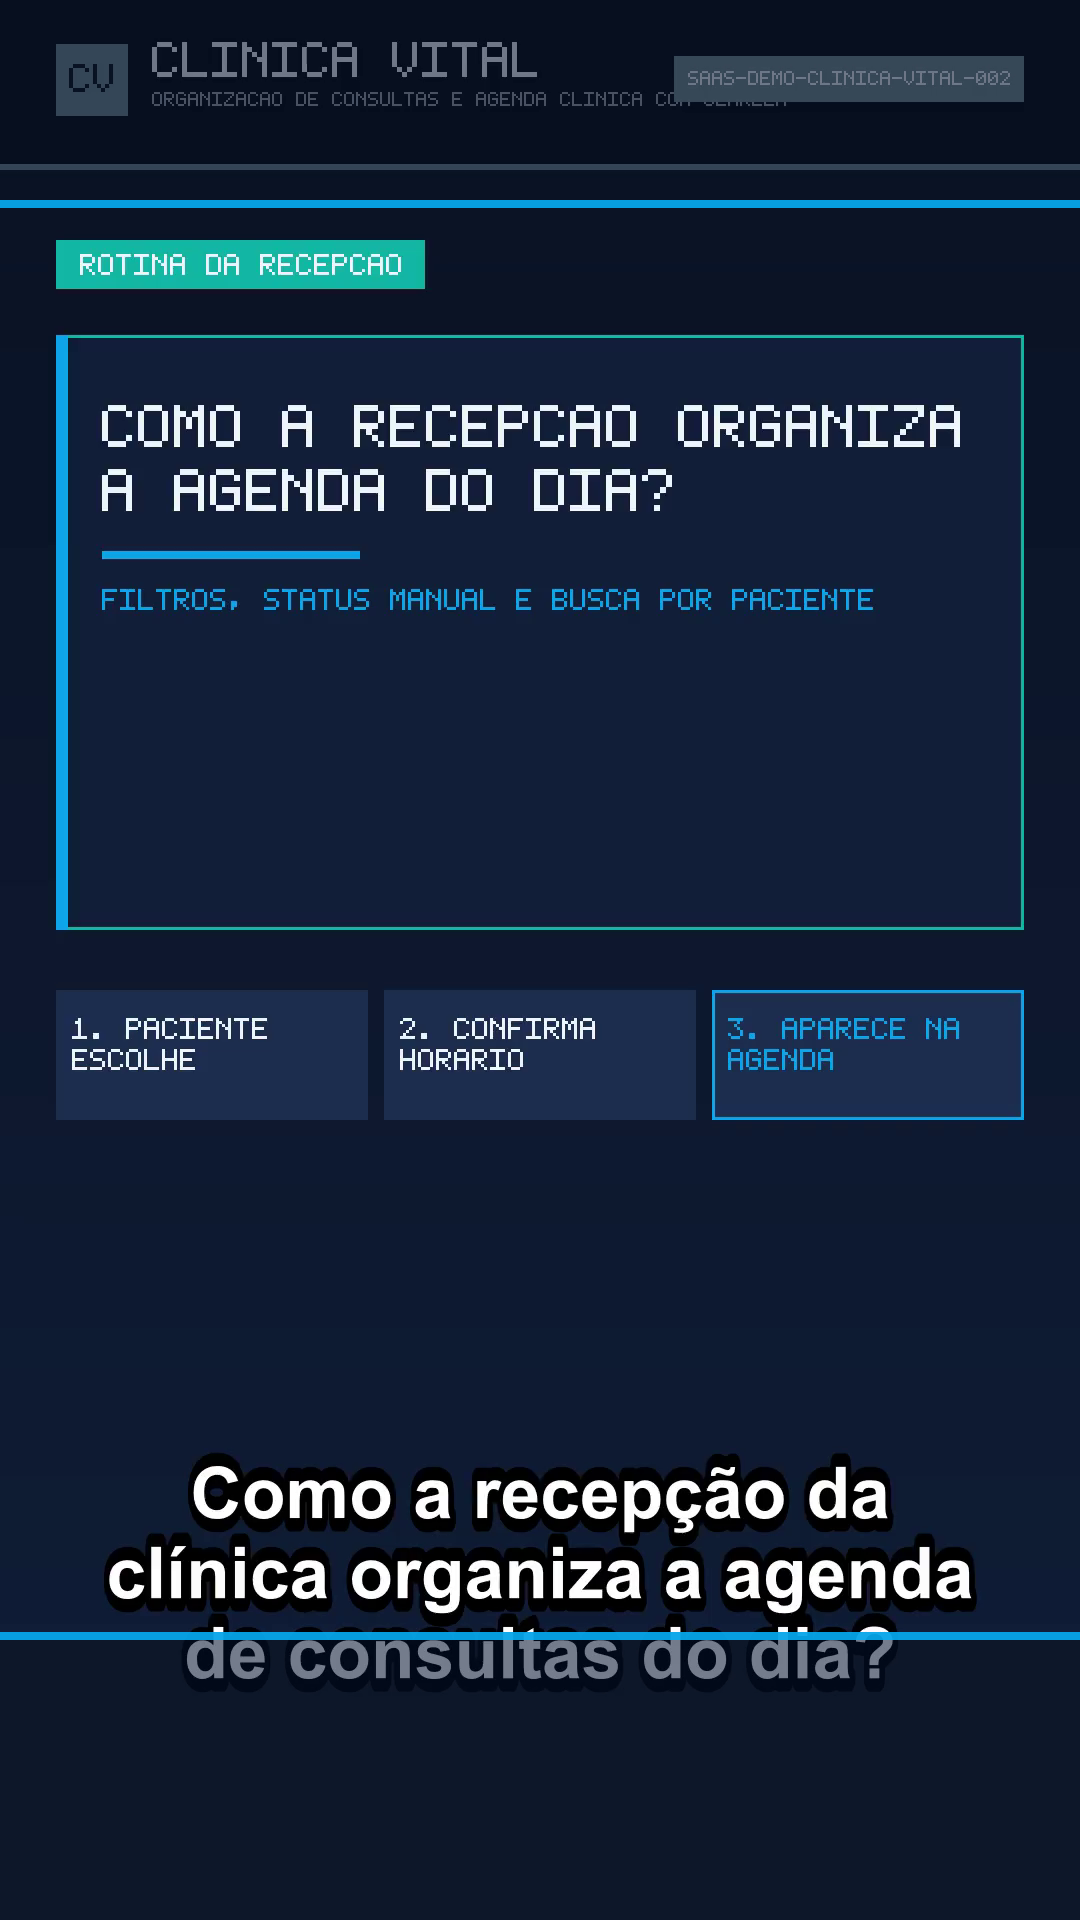 CV
CLINICA VITAL
ORGANIZACAO DE CONSULTAS E AGENDA CLINICA
SAAS-DEMO-CLINICA-VITAL-002
ROTINA DA RECEPCAO
COMO A RECEPCAO ORGANIZA
A AGENDA DO DIA?
FILTROS, STATUS MANUAL E BUSCA POR PACIENTE
1. PACIENTE
ESCOLHE
2. CONFIRMA
HORARIO
3. APARECE NA
AGENDA
Como a recepção da
clínica organiza a agenda
de consultas do dia?